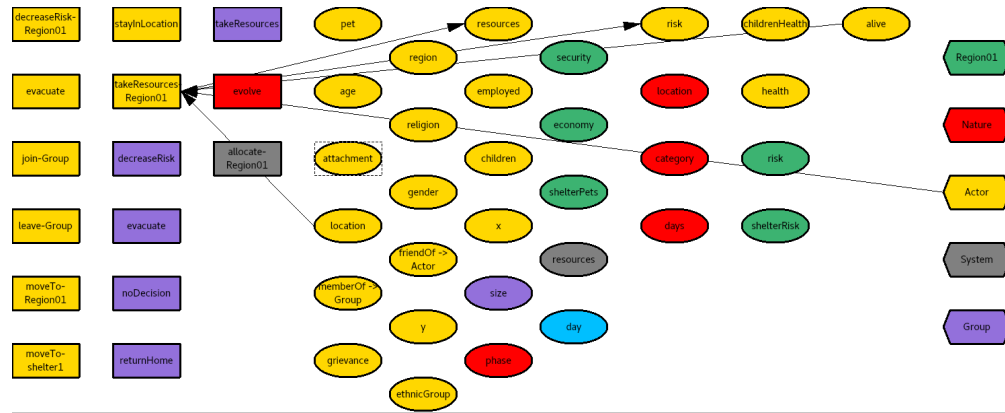 decreaseRisk-
Region01
stayInLocation
takeResources
pet
resources
risk
childrenHealth
alive
region
security
Region01
evacuate
takeResources-
Region01
evolve
age
employed
location
health
religion
economy
Nature
join-Group
decreaseRisk
allocate-
Region01
attachment
children
category
risk
gender
shelterPets
Actor
leave-Group
evacuate
location
x
days
shelterRisk
friendOf ->
Actor
resources
System
moveTo-
Region01
noDecision
memberOf ->
Group
size
y
day
Group
moveTo-
shelter1
returnHome
grievance
phase
ethnicGroup